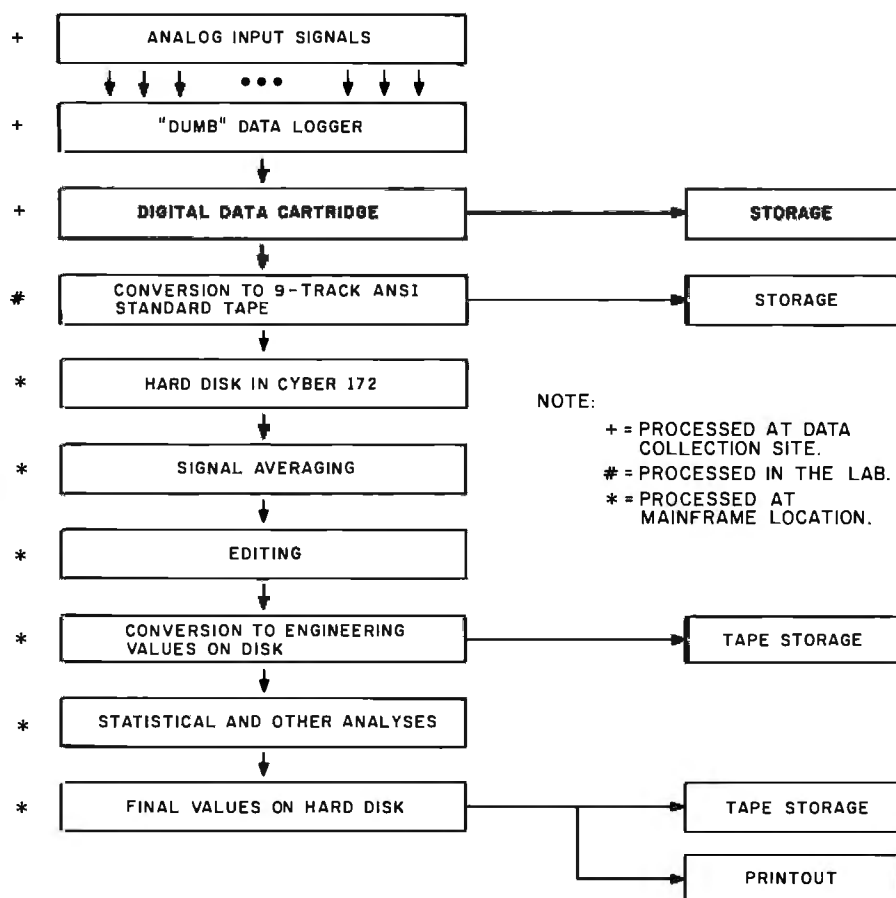 + ANALOG INPUT SIGNALS
•••
+ "DUMB" DATA LOGGER
+ DIGITAL DATA CARTRIDGE
STORAGE
# CONVERSION TO 9-TRACK ANSI
STANDARD TAPE
STORAGE
* HARD DISK IN CYBER 172
* SIGNAL AVERAGING
* EDITING
* CONVERSION TO ENGINEERING
VALUES ON DISK
TAPE STORAGE
* STATISTICAL AND OTHER ANALYSES
* FINAL VALUES ON HARD DISK
TAPE STORAGE
PRINTOUT
NOTE:
+ = PROCESSED AT DATA
COLLECTION SITE.
# = PROCESSED IN THE LAB.
* = PROCESSED AT
MAINFRAME LOCATION.